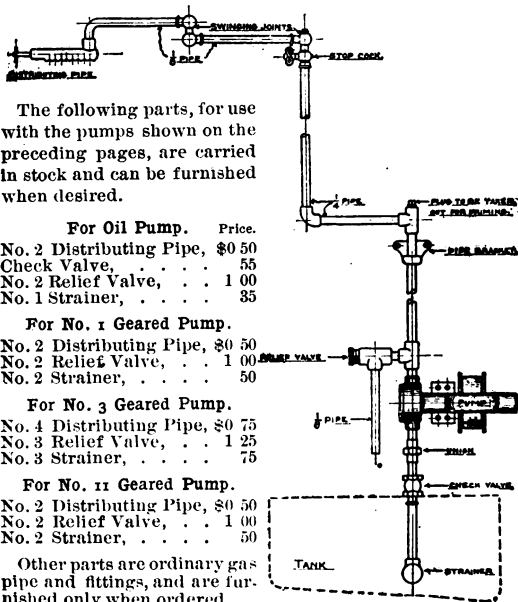 SWINGING JOINTS
PIPE
STOP COCK.
DISTRIBUTING PIPE
The following parts, for use
with the pumps shown on the
preceding pages, are carried
in stock and can be furnished
when desired.
For Oil Pump. Price.
No. 2 Distributing Pipe, $0 50
Check Valve, . . . . 55
No. 2 Relief Valve, . . 1 00
No. 1 Strainer, . . . . 35
For No. 1 Geared Pump.
No. 2 Distributing Pipe, $0 50
No. 2 Relief Valve, . . 1 00
No. 2 Strainer, . . . . 50
For No. 3 Geared Pump.
No. 4 Distributing Pipe, $0 75
No. 3 Relief Valve, . . 1 25
No. 3 Strainer, . . . . 75
For No. 11 Geared Pump.
No. 2 Distributing Pipe, $0 50
No. 2 Relief Valve, . . 1 00
No. 2 Strainer, . . . . 50
Other parts are ordinary gas
pipe and fittings, and are fur-
nished only when ordered
1/4 PIPE.
PLUG TO BE TAKEN
OUT FOR PRIMING.
PIPE BRACKET
RELIEF VALVE
PUMP
PIPE
UNION
CHECK VALVE
TANK
STRAINER